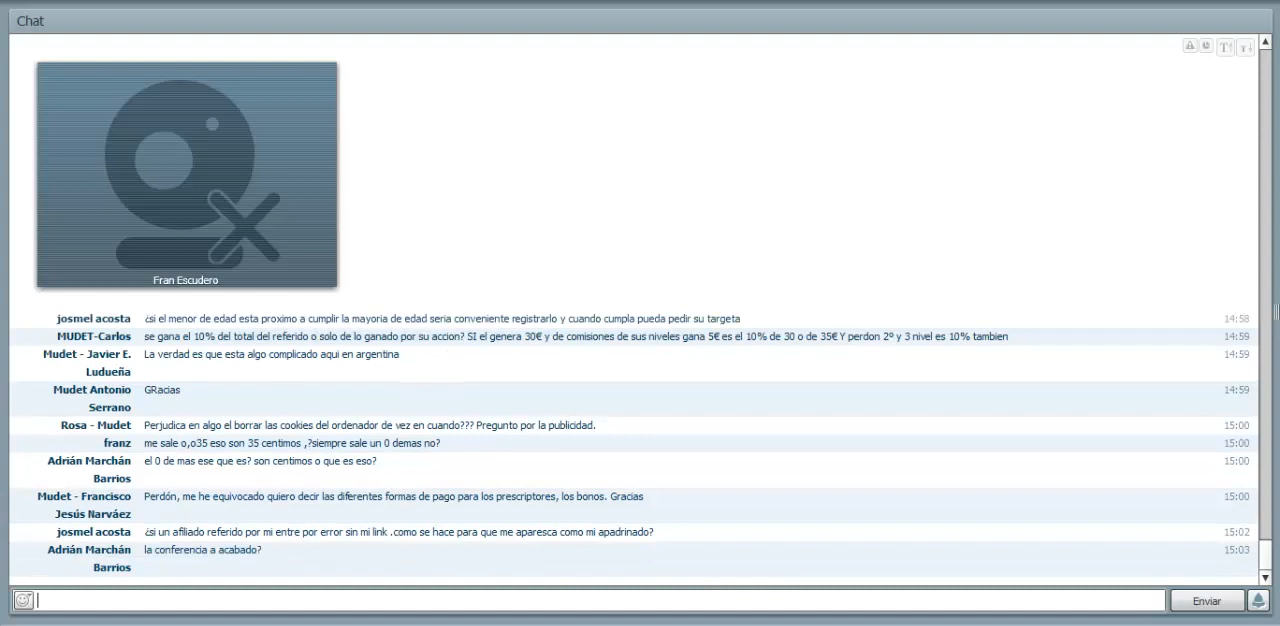 Chat
Fran Escudero
josmel acosta ¿si el menor de edad esta proximo a cumplir la mayoria de edad seria conveniente registrarlo y cuando cumpla pueda pedir su targeta 14:58
MUDET-Carlos se gana el 10% del total del referido o solo de lo ganado por su accion? SI el genera 30€ y de comisiones de sus niveles gana 5€ es el 10% de 30 o de 35€ Y perdon 2º y 3 nivel es 10% tambien 14:59
Mudet - Javier E. La verdad es que esta algo complicado aqui en argentina 14:59
Ludueña
Mudet Antonio GRacias 14:59
Serrano
Rosa - Mudet Perjudica en algo el borrar las cookies del ordenador de vez en cuando??? Pregunto por la publicidad. 15:00
franz me sale o,o35 eso son 35 centimos ,?siempre sale un 0 demas no? 15:00
Adrián Marchán el 0 de mas ese que es? son centimos o que es eso? 15:00
Barrios
Mudet - Francisco Perdón, me he equivocado quiero decir las diferentes formas de pago para los prescriptores, los bonos. Gracias 15:00
Jesús Narváez
josmel acosta ¿si un afiliado referido por mi entre por error sin mi link .como se hace para que me aparesca como mi apadrinado? 15:02
Adrián Marchán la conferencia a acabado? 15:03
Barrios
Enviar